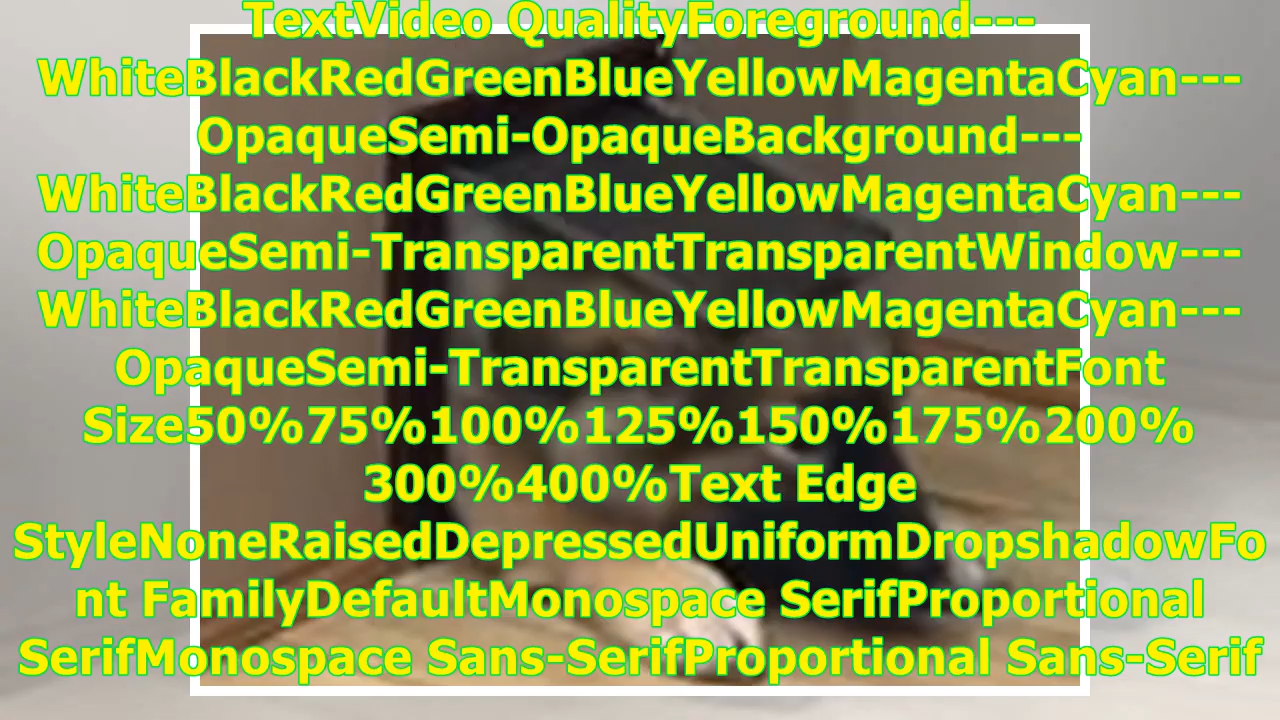 TextVideo QualityForeground---
WhiteBlackRedGreenBlueYellowMagentaCyan---
OpaqueSemi-OpaqueBackground---
WhiteBlackRedGreenBlueYellowMagentaCyan---
OpaqueSemi-TransparentTransparentWindow---
WhiteBlackRedGreenBlueYellowMagentaCyan---
OpaqueSemi-TransparentTransparentFont
Size50%75%100%125%150%175%200%
300%400%Text Edge
StyleNoneRaisedDepressedUniformDropshadowFo
nt FamilyDefaultMonospace SerifProportional
SerifMonospace Sans-SerifProportional Sans-Serif